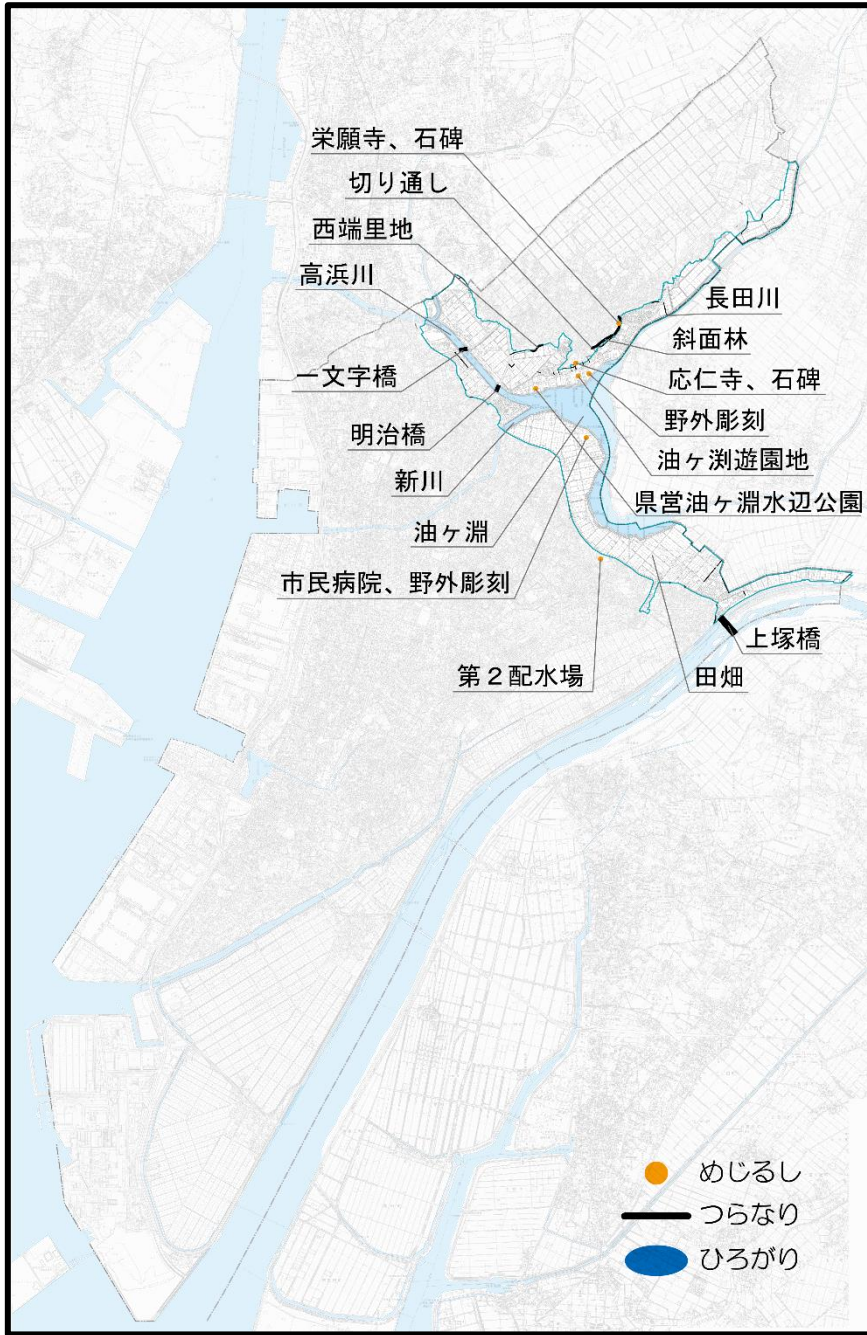 栄願寺、石碑
切り通し
西端里地
高浜川
一文字橋
明治橋
新川
油ヶ淵
市民病院、野外彫刻
第２配水場
長田川
斜面林
応仁寺、石碑
野外彫刻
油ヶ渕遊園地
県営油ヶ淵水辺公園
上塚橋
田畑
めじるし
つらなり
ひろがり